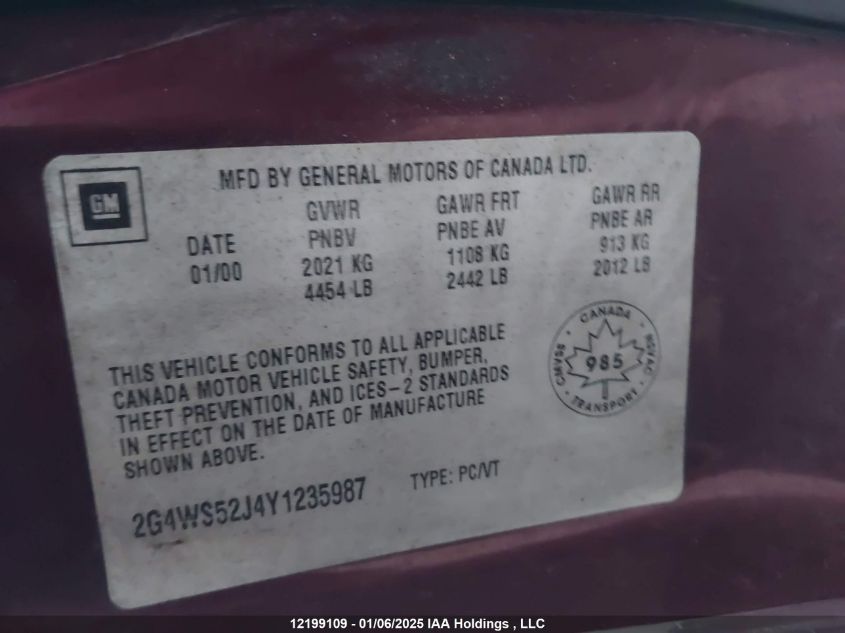 MFD BY GENERAL MOTORS OF CANADA LTD.
GM
DATE
01/00
GVWR
PNBV
2021 KG
4454 LB
GAWR FRT
PNBE AV
1108 KG
2442 LB
GAWR RR
PNBE AR
913 KG
2012 LB
THIS VEHICLE CONFORMS TO ALL APPLICABLE
CANADA MOTOR VEHICLE SAFETY, BUMPER,
THEFT PREVENTION, AND ICES-2 STANDARDS
IN EFFECT ON THE DATE OF MANUFACTURE
SHOWN ABOVE.
CANADA
CMVSS
985
NSVAC
TRANSPORT
2G4WS52J4Y1235987
TYPE: PC/VT
12199109 - 01/06/2025 IAA Holdings , LLC